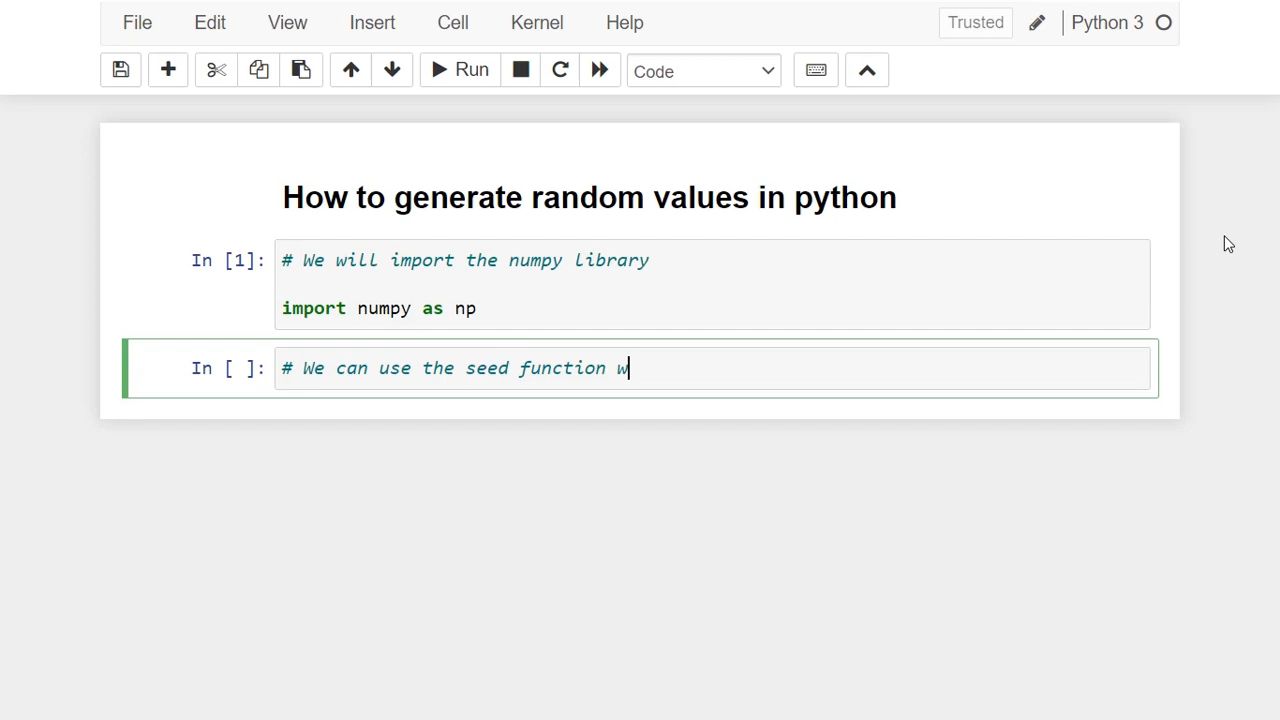 File Edit View Insert Cell Kernel Help Trusted Python 3
Run Code
How to generate random values in python
In [1]: # We will import the numpy library
import numpy as np
In [ ]: # We can use the seed function w